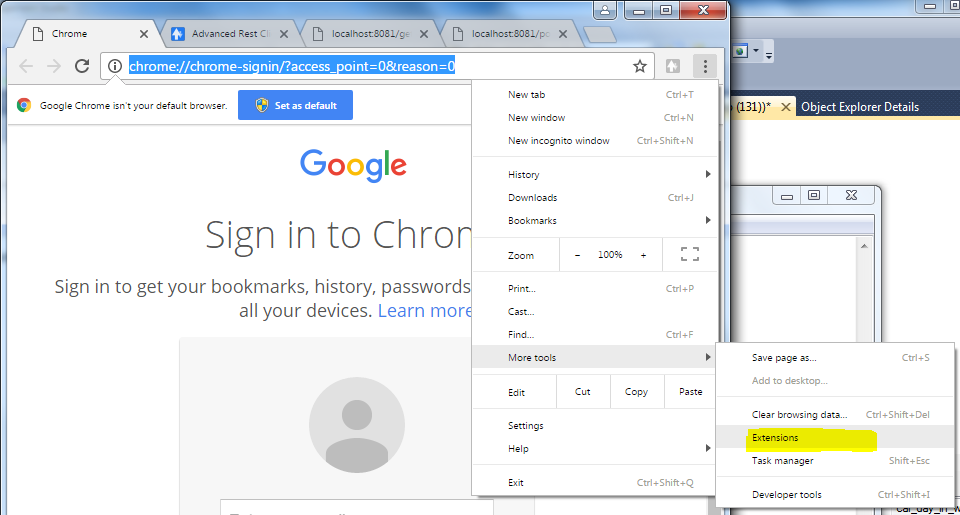 Chrome
Advanced Rest Cli
localhost:8081/ge
localhost:8081/po
(131))*
Object Explorer Details
chrome://chrome-signin/?access_point=0&reason=0
Google Chrome isn't your default browser.
Set as default
Google
Sign in to Chrom
Sign in to get your bookmarks, history, passwords
all your devices. Learn more
New tab Ctrl+T
New window Ctrl+N
New incognito window Ctrl+Shift+N
History
Downloads Ctrl+J
Bookmarks
Zoom - 100% +
Print... Ctrl+P
Cast...
Find... Ctrl+F
More tools
Edit Cut Copy Paste
Settings
Help
Exit Ctrl+Shift+Q
Save page as... Ctrl+S
Add to desktop...
Clear browsing data... Ctrl+Shift+Del
Extensions
Task manager Shift+Esc
Developer tools Ctrl+Shift+I